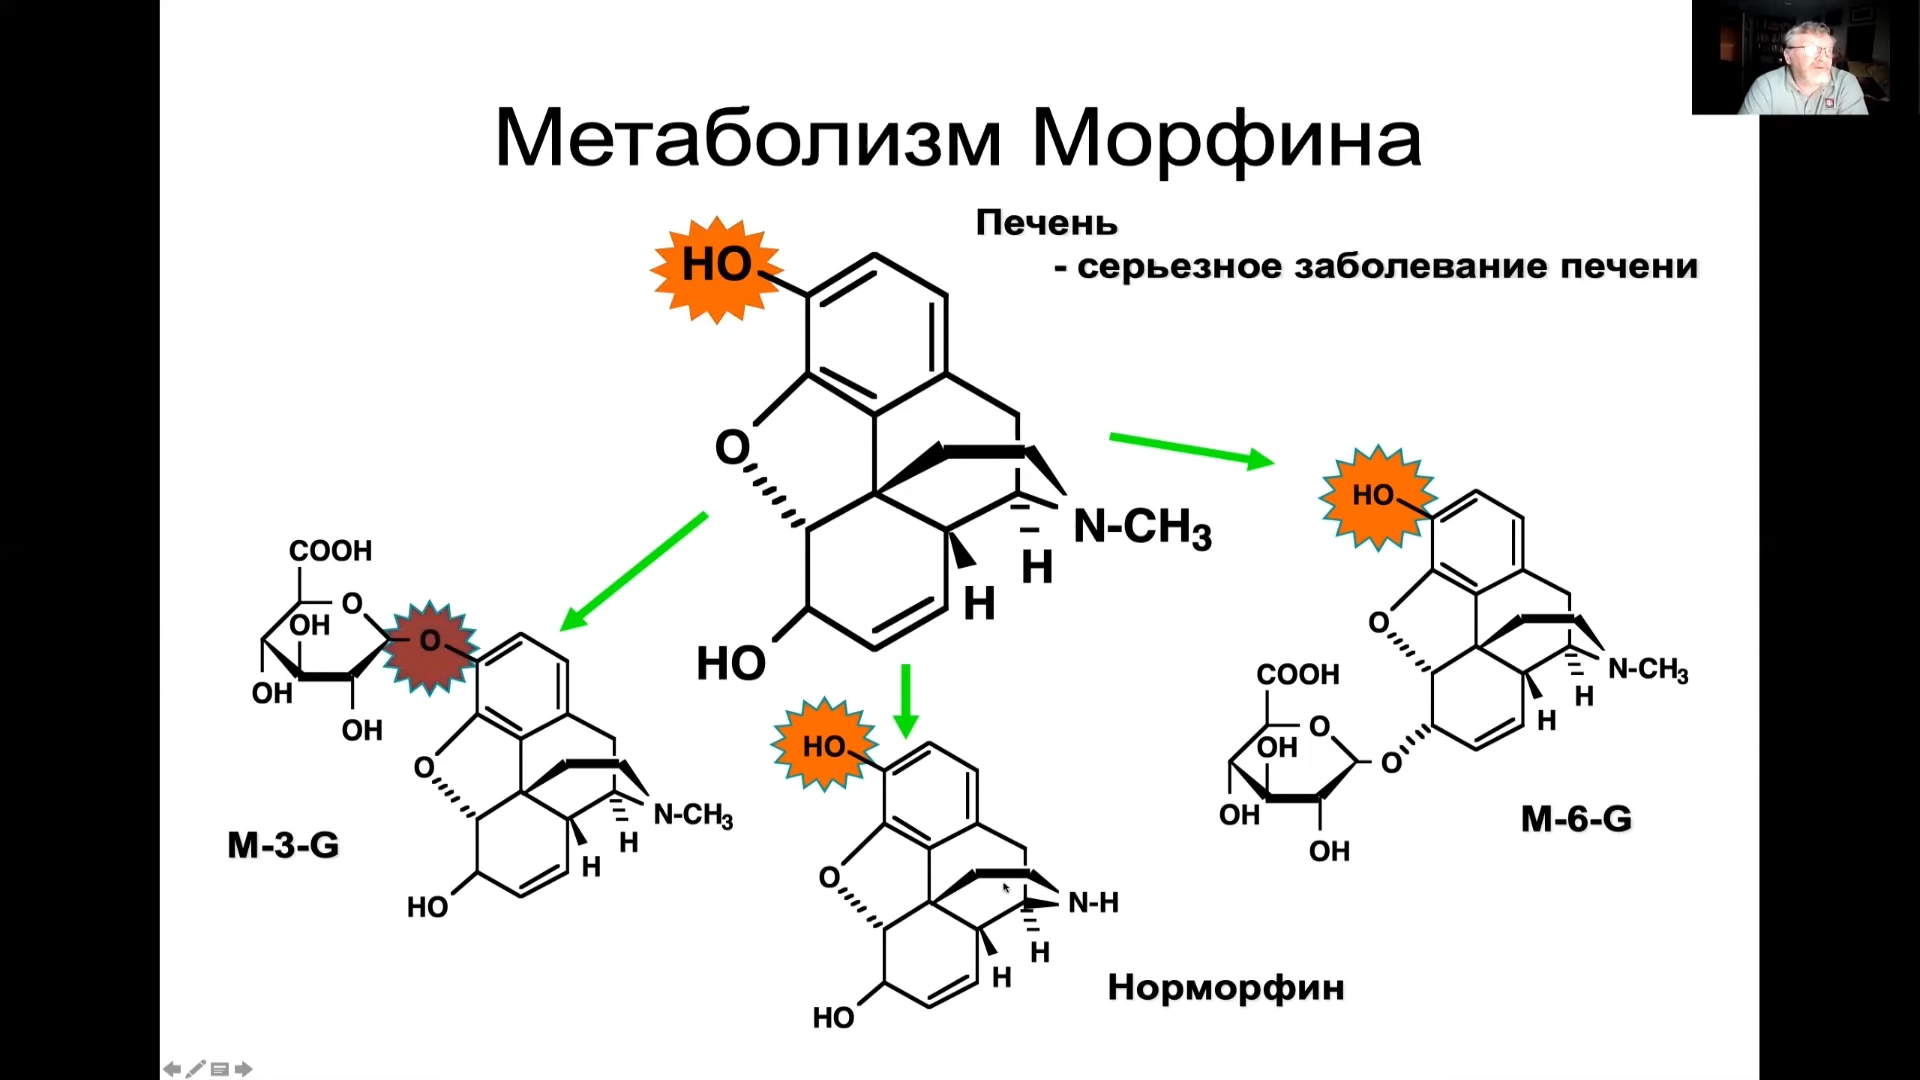 Метаболизм Морфина
Печень
- серьезное заболевание печени
HO
O
N-CH3
H
H
HO
COOH
O
OH
O
OH
OH
O
N-CH3
H
H
HO
M-3-G
HO
O
N-H
H
H
HO
Норморфин
HO
O
N-CH3
H
H
COOH
O
OH
O
OH
OH
M-6-G